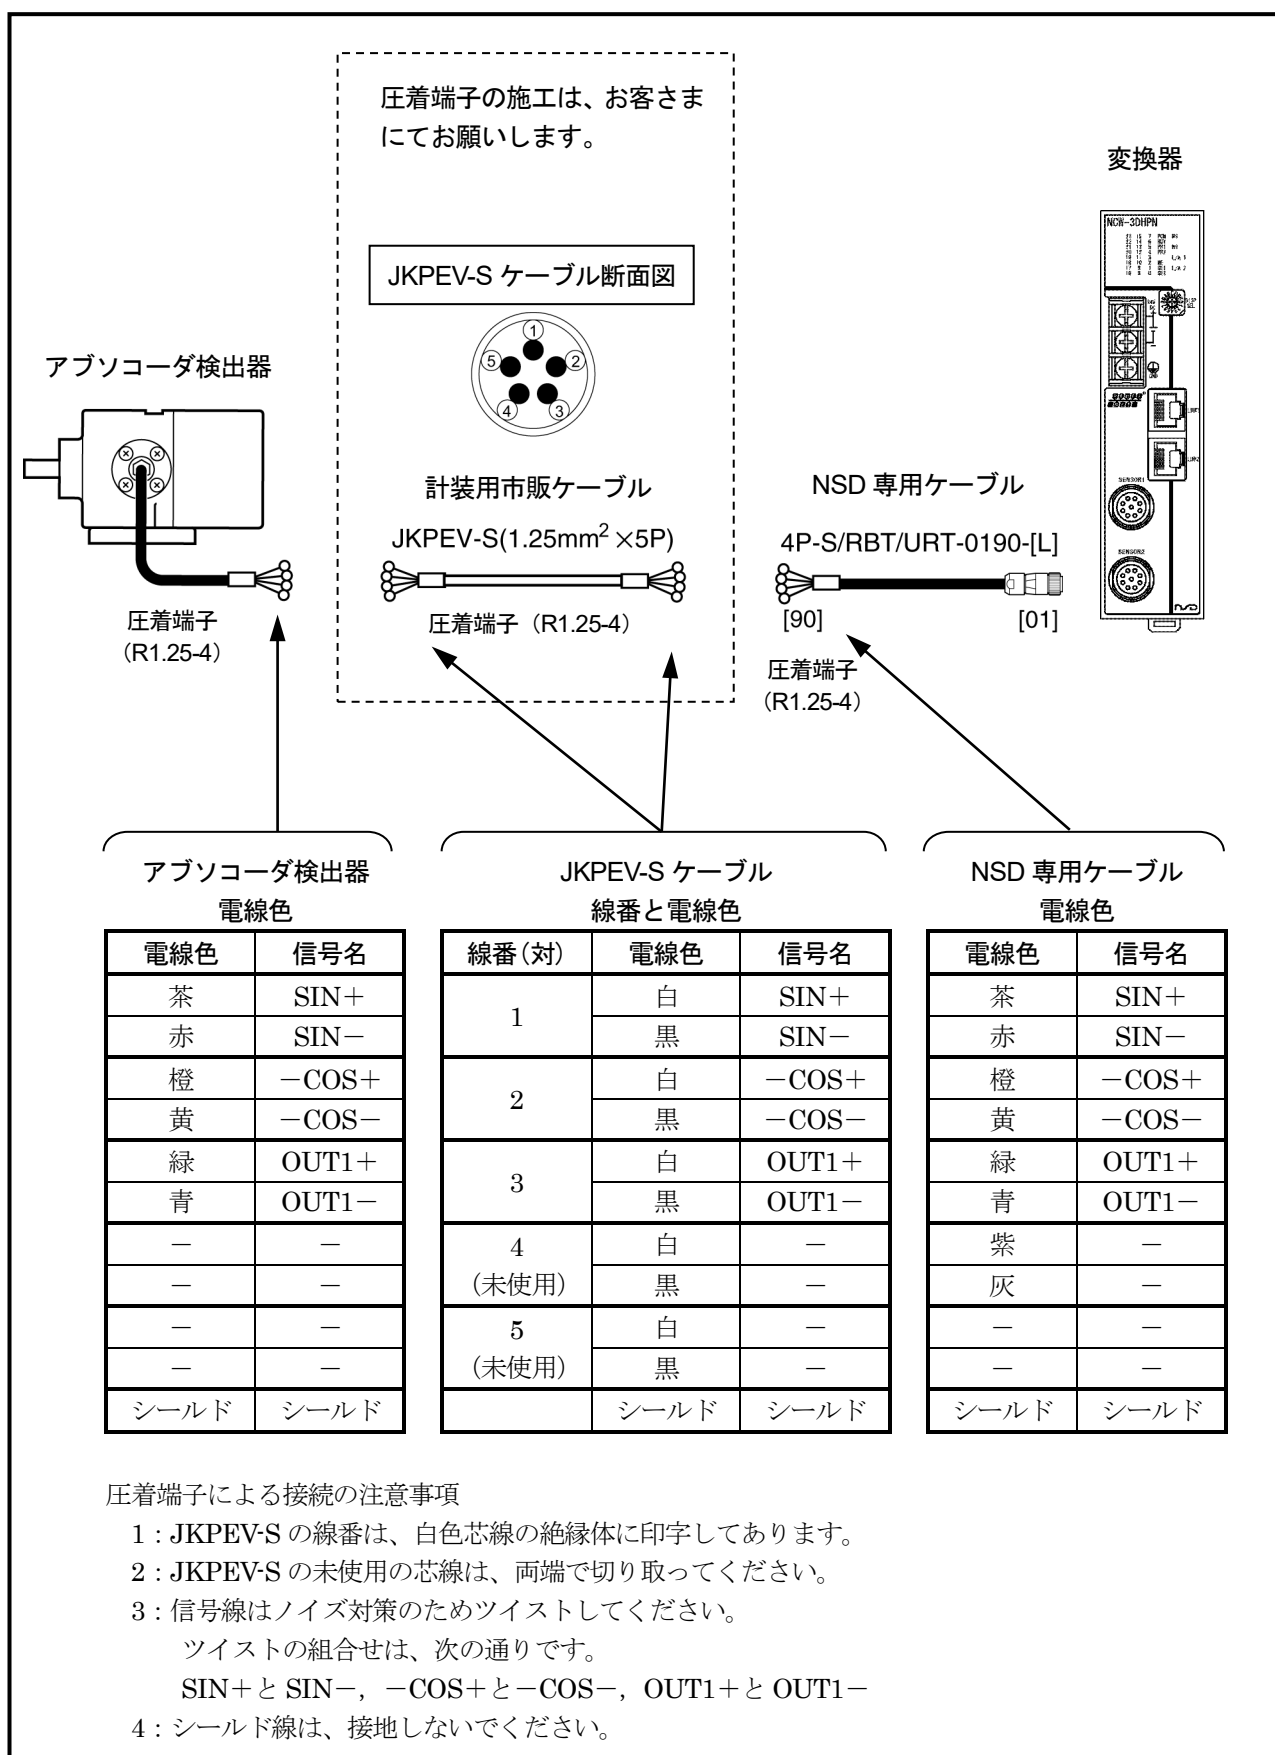 圧着端子の施工は、お客さま
にてお願いします。
変換器
NCW-3DHPN
JKPEV-S ケーブル断面図
1
5
2
4
3
アブソコーダ検出器
計装用市販ケーブル
JKPEV-S(1.25mm²×5P)
NSD 専用ケーブル
4P-S/RBT/URT-0190-[L]
SENSOR1
SENSOR2
圧着端子
(R1.25-4)
圧着端子（R1.25-4）
[90] [01]
圧着端子
(R1.25-4)
アブソコーダ検出器
電線色
電線色 信号名
茶 SIN＋
赤 SIN－
橙 －COS＋
黄 －COS－
緑 OUT1＋
青 OUT1－
－ －
－ －
－ －
－ －
シールド シールド
JKPEV-S ケーブル
線番と電線色
線番(対) 電線色 信号名
1 白 SIN＋
黒 SIN－
2 白 －COS＋
黒 －COS－
3 白 OUT1＋
黒 OUT1－
4 白 －
(未使用) 黒 －
5 白 －
(未使用) 黒 －
シールド シールド
NSD 専用ケーブル
電線色
電線色 信号名
茶 SIN＋
赤 SIN－
橙 －COS＋
黄 －COS－
緑 OUT1＋
青 OUT1－
紫 －
灰 －
－ －
－ －
シールド シールド
圧着端子による接続の注意事項
1：JKPEV-S の線番は、白色芯線の絶縁体に印字してあります。
2：JKPEV-S の未使用の芯線は、両端で切り取ってください。
3：信号線はノイズ対策のためツイストしてください。
ツイストの組合せは、次の通りです。
SIN＋と SIN－, －COS＋と－COS－, OUT1＋と OUT1－
4：シールド線は、接地しないでください。